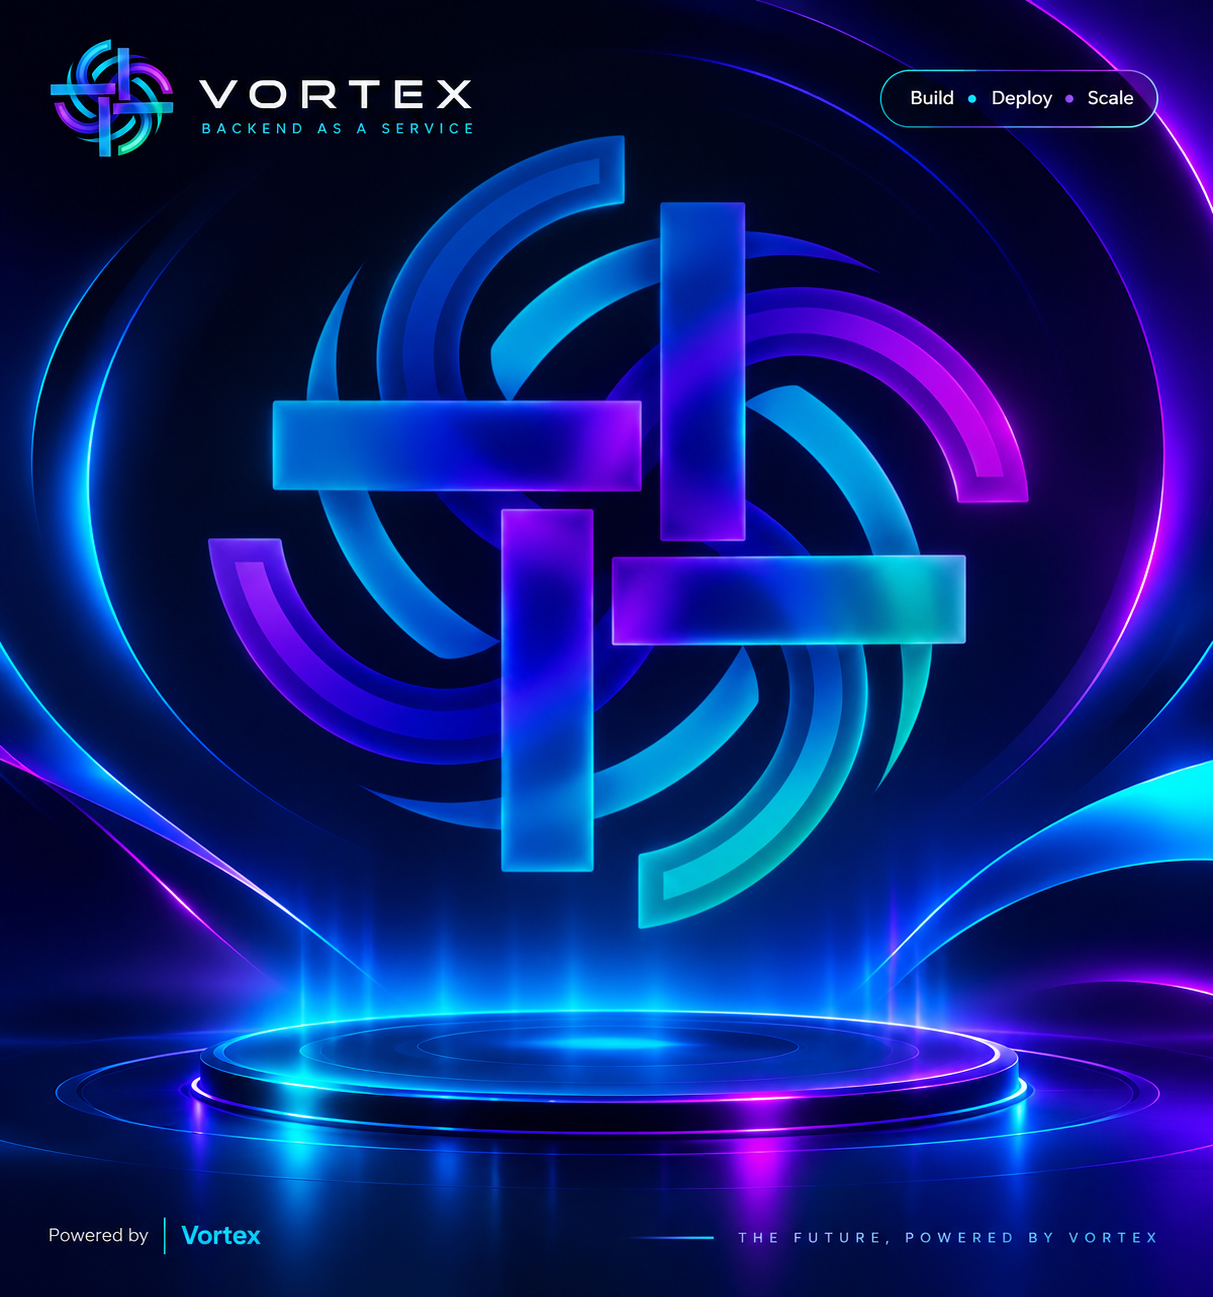 VORTEX
BACKEND AS A SERVICE
Build • Deploy • Scale
Powered by | Vortex
THE FUTURE, POWERED BY VORTEX